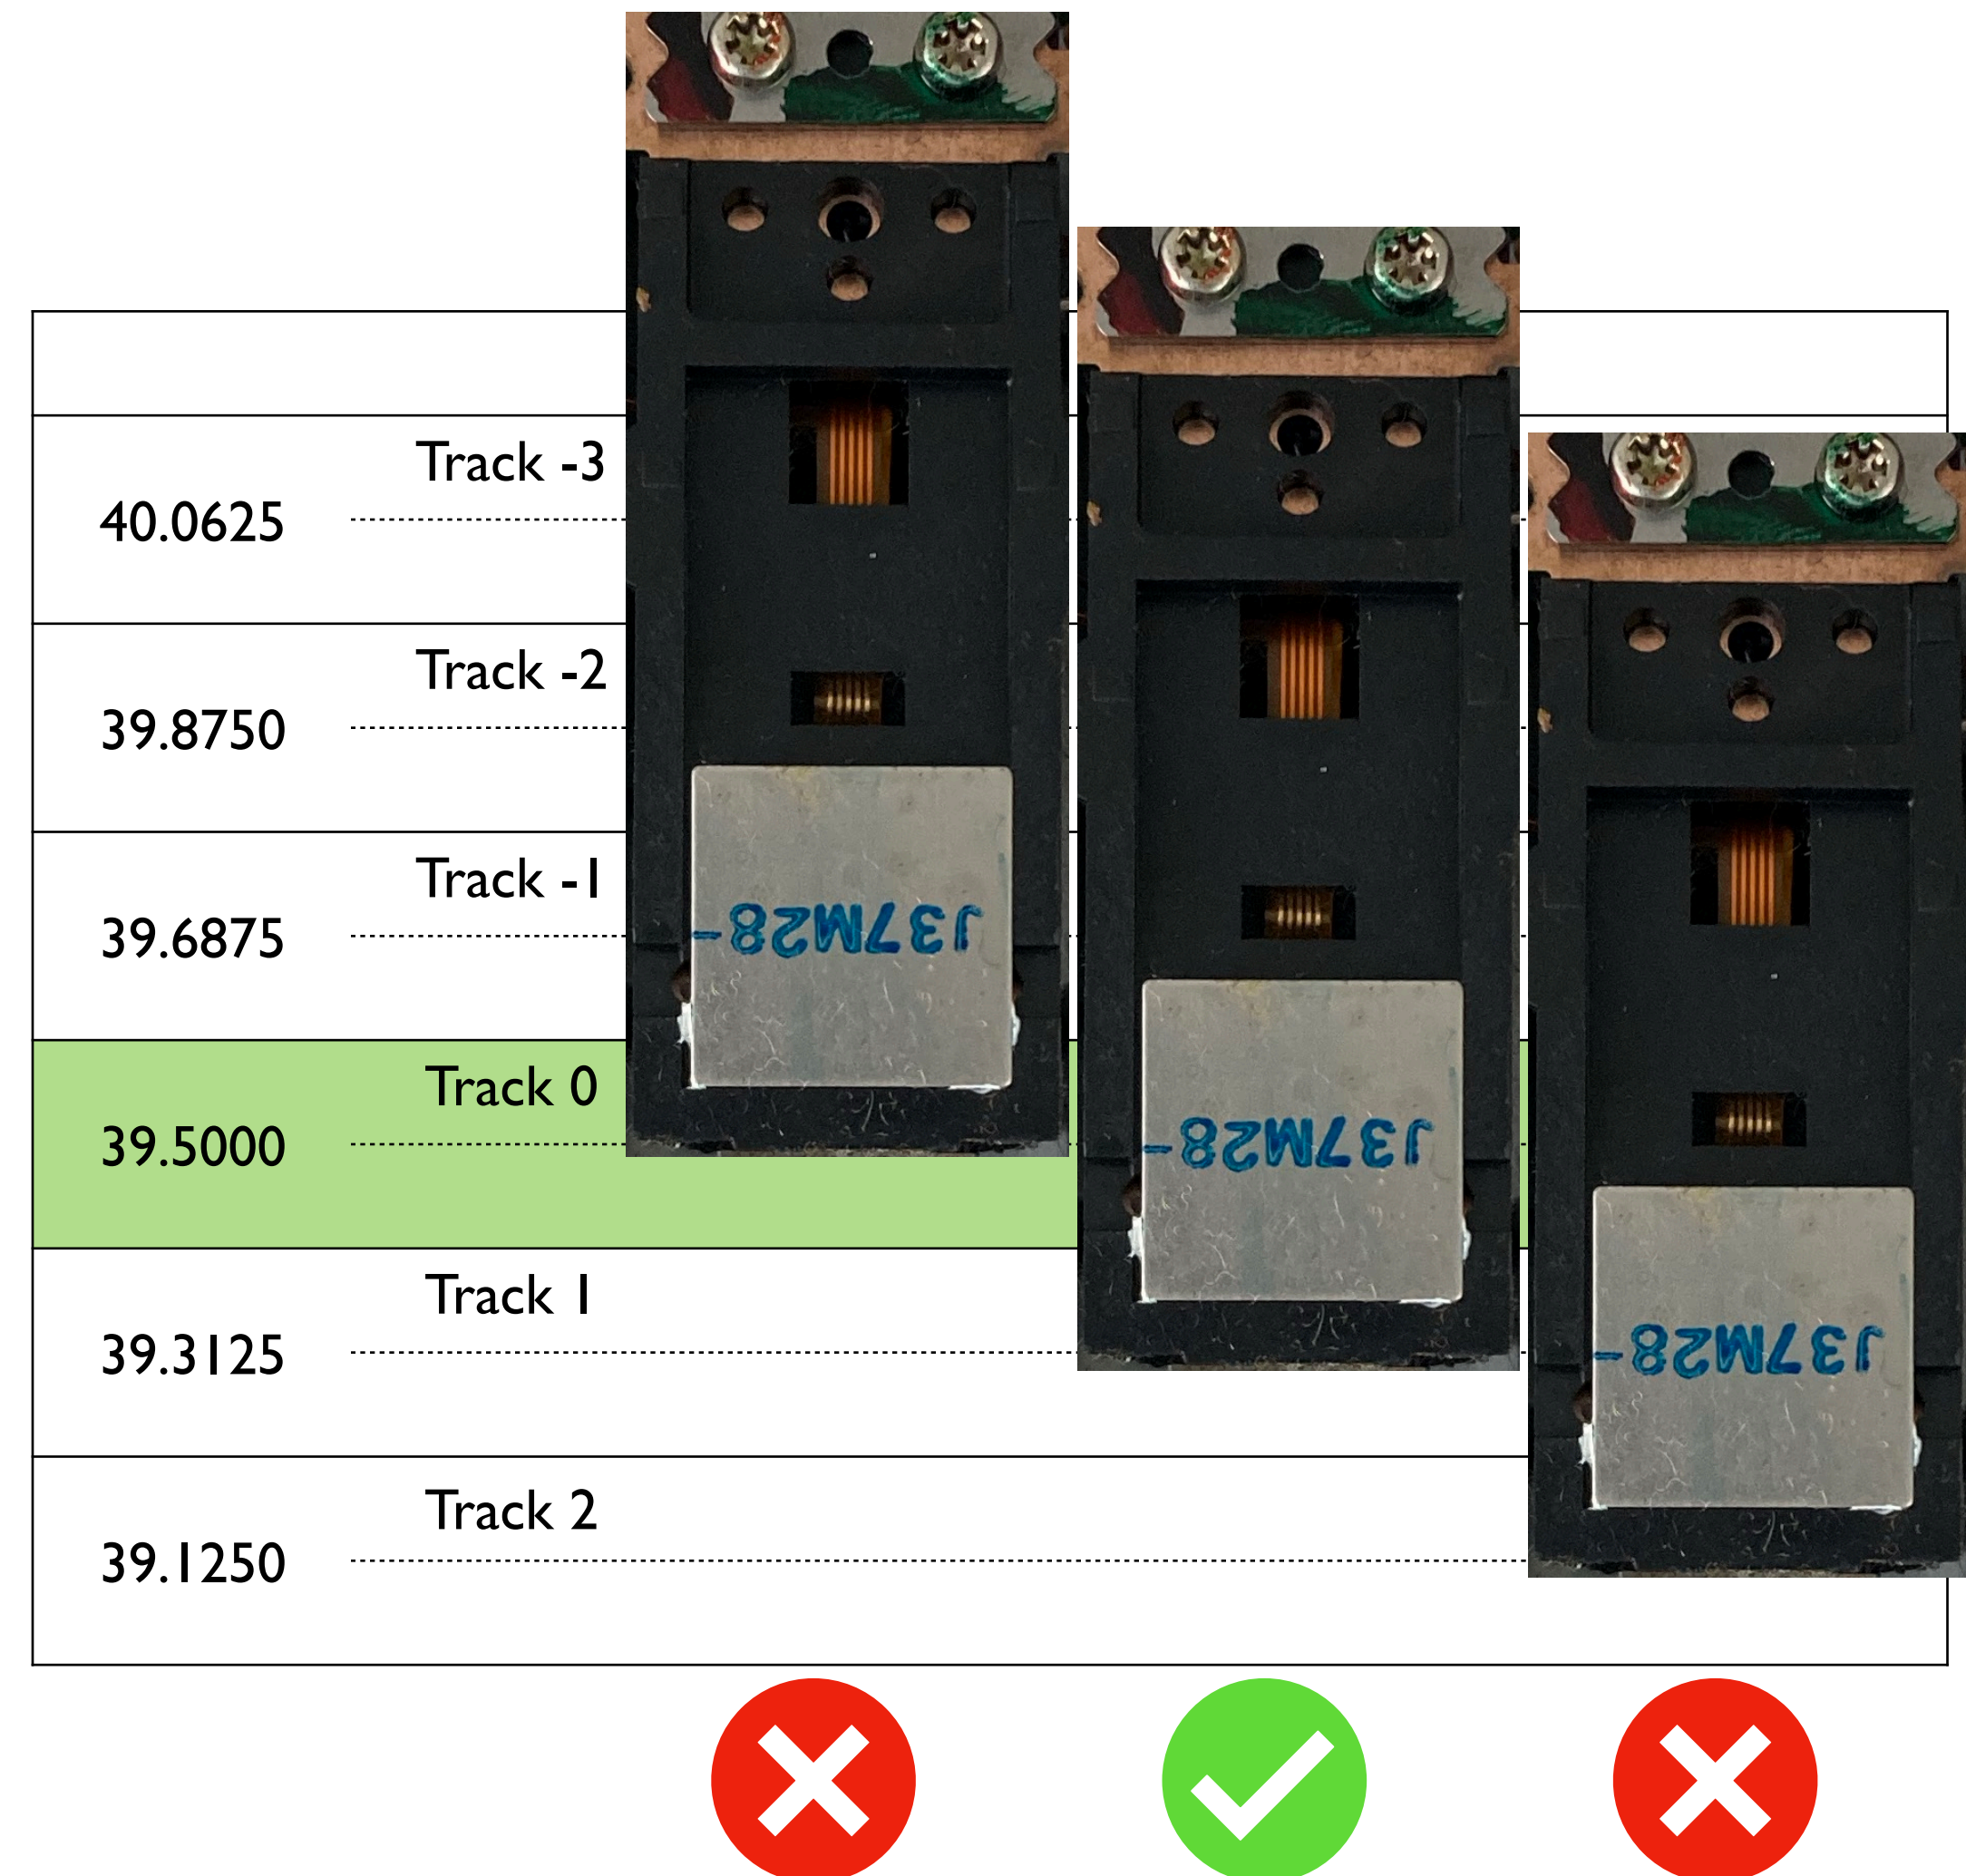 Track -3
40.0625
Track -2
39.8750
Track -1
39.6875
Track 0
39.5000
Track 1
39.3125
Track 2
39.1250
J37M28-
J37M28-
J37M28-